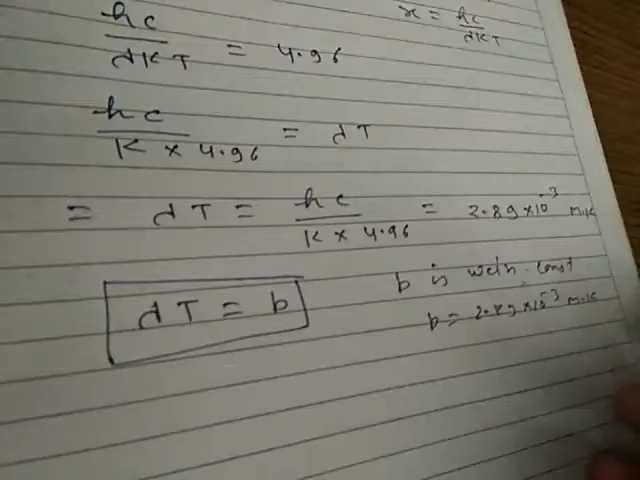 x = hc/λKT
hc/λKT = 4.96
hc/K × 4.96 = λT
= λT = hc/K × 4.96 = 2.89 × 10⁻³ m.K
b is wein const
λT = b
b = 2.89 × 10⁻³ m.K